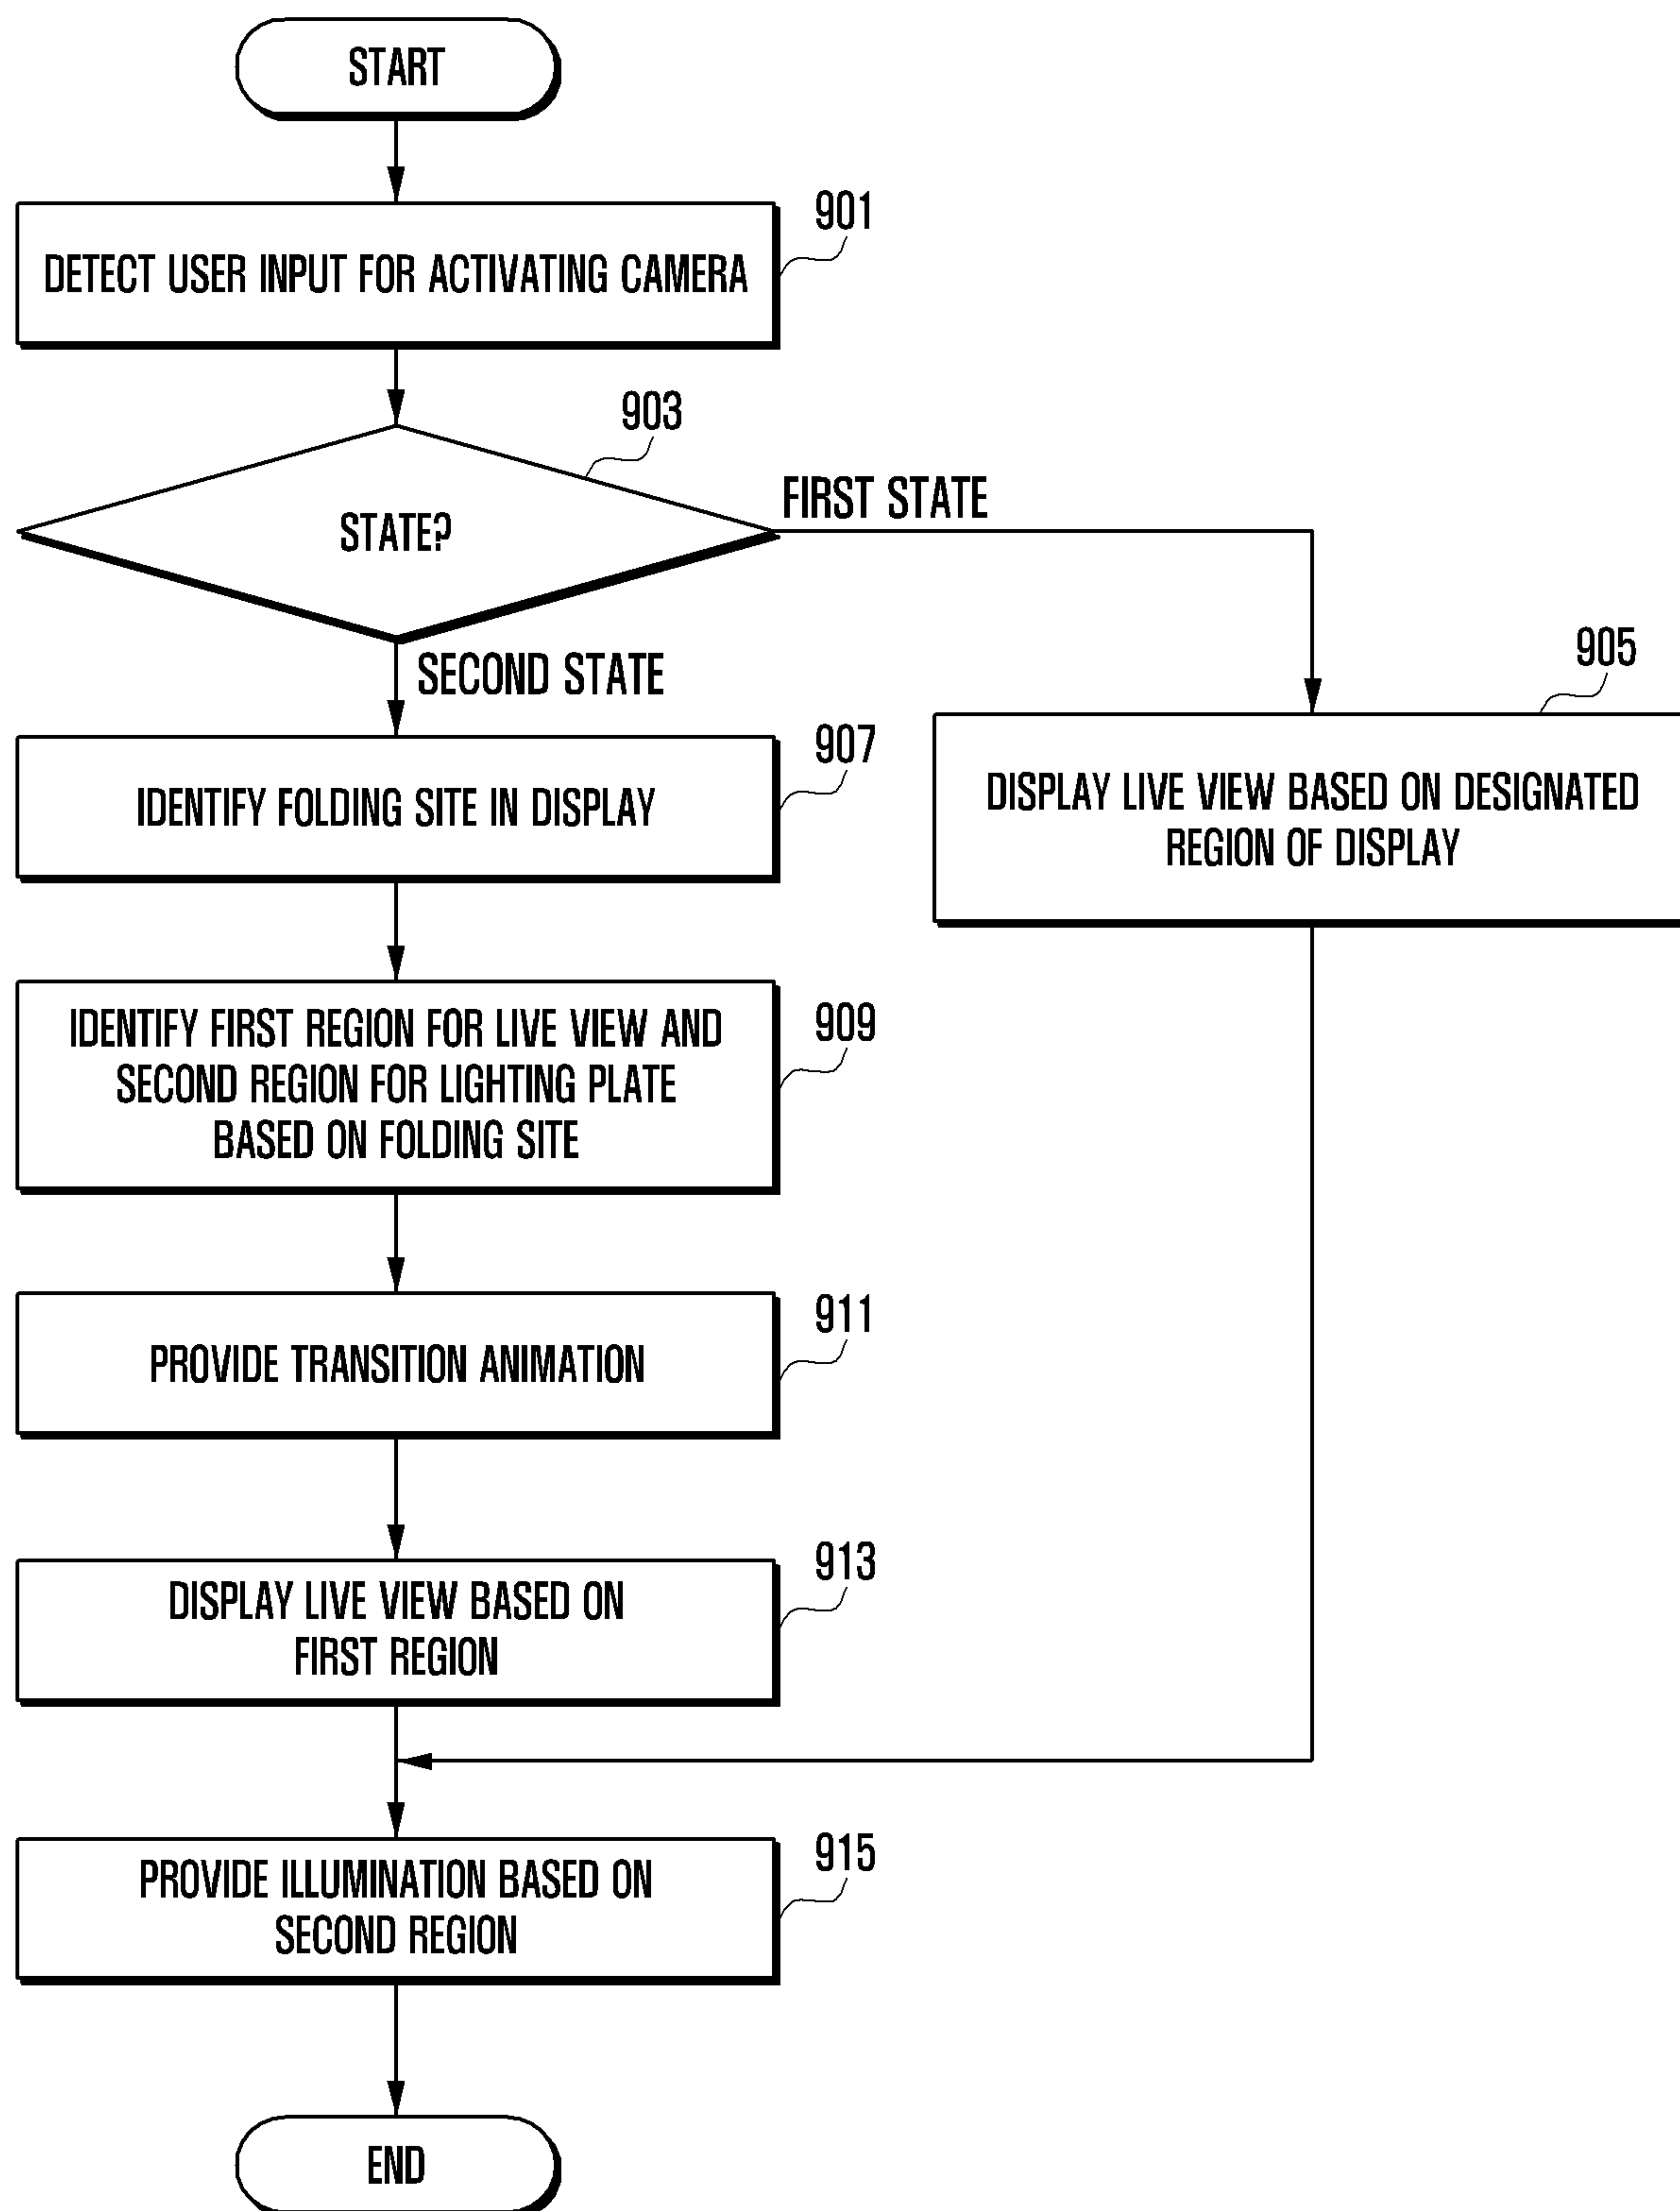 START
901
DETECT USER INPUT FOR ACTIVATING CAMERA
903
STATE?
FIRST STATE
SECOND STATE
905
DISPLAY LIVE VIEW BASED ON DESIGNATED
REGION OF DISPLAY
907
IDENTIFY FOLDING SITE IN DISPLAY
909
IDENTIFY FIRST REGION FOR LIVE VIEW AND
SECOND REGION FOR LIGHTING PLATE
BASED ON FOLDING SITE
911
PROVIDE TRANSITION ANIMATION
913
DISPLAY LIVE VIEW BASED ON
FIRST REGION
915
PROVIDE ILLUMINATION BASED ON
SECOND REGION
END